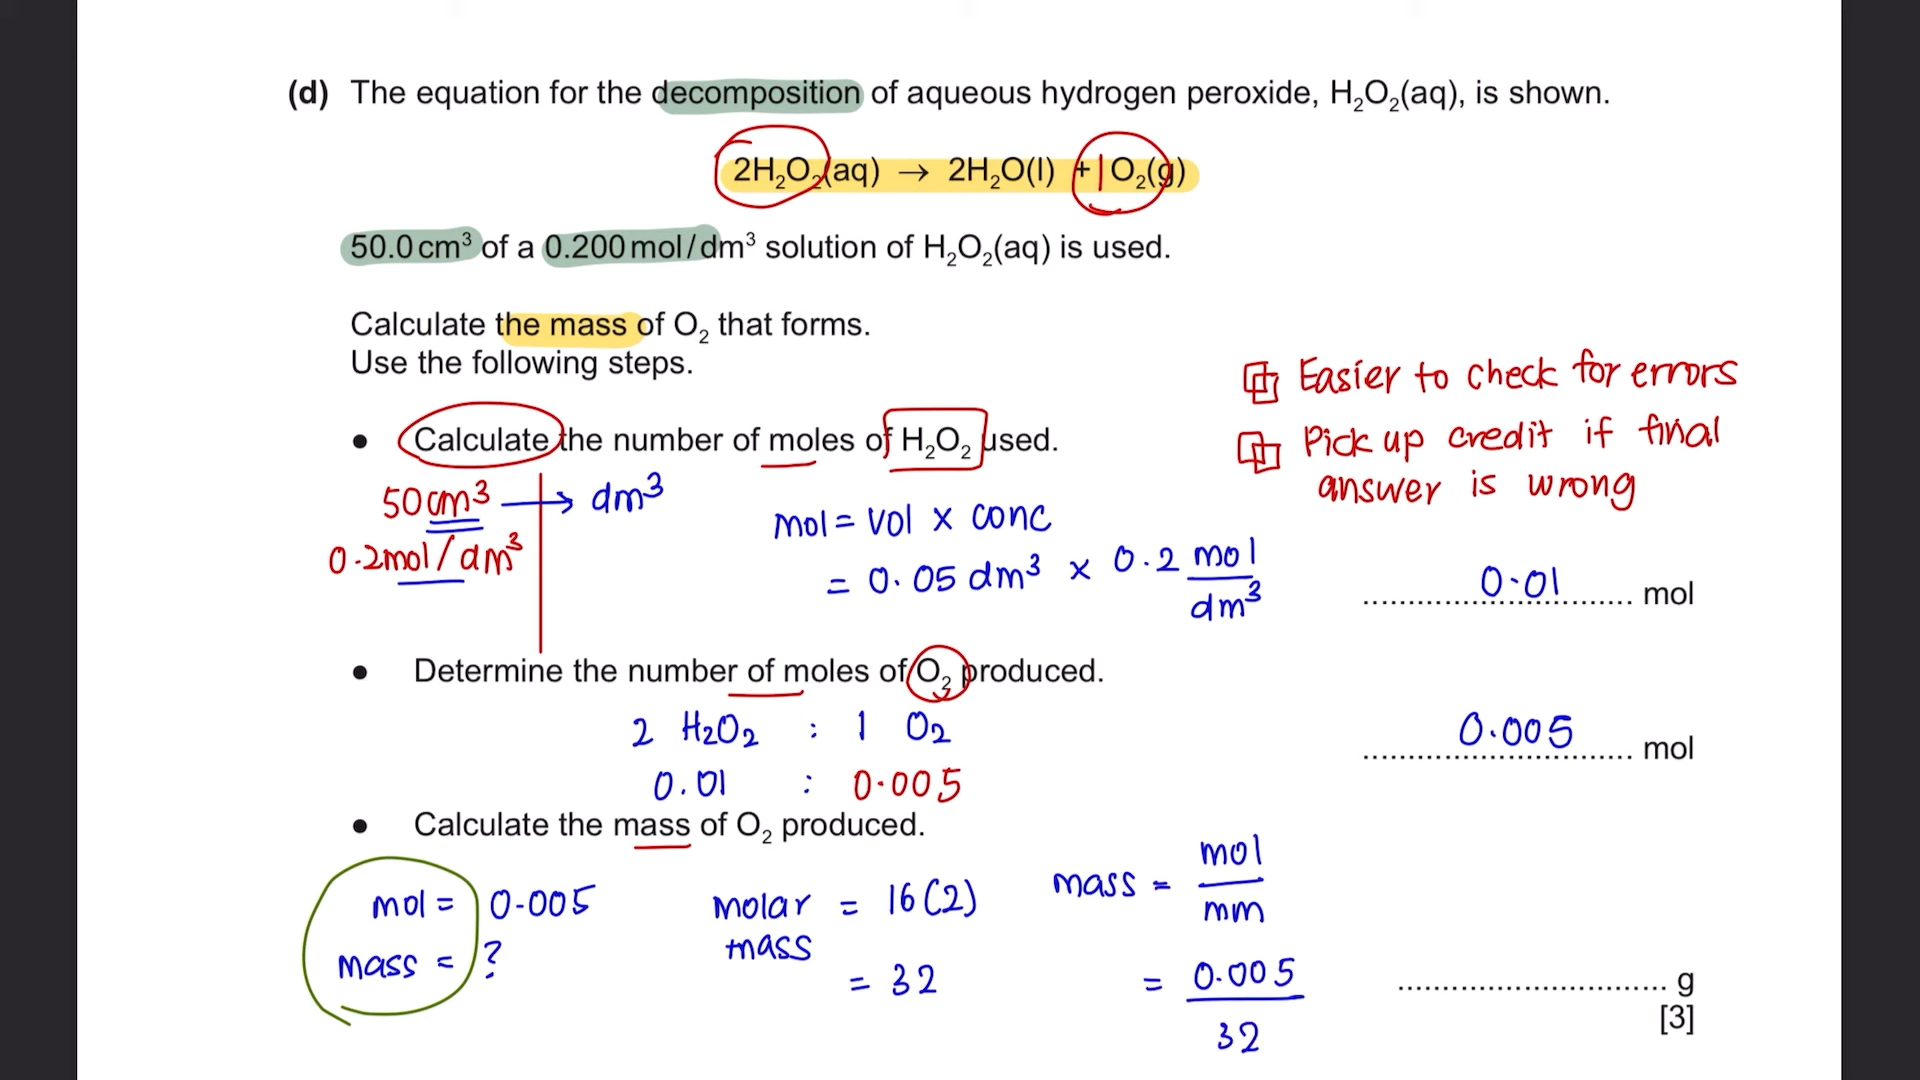 (d) The equation for the decomposition of aqueous hydrogen peroxide, H₂O₂(aq), is shown.
2H₂O₂(aq) → 2H₂O(l) + 1 O₂(g)
50.0 cm³ of a 0.200 mol/dm³ solution of H₂O₂(aq) is used.
Calculate the mass of O₂ that forms.
Use the following steps.
Easier to check for errors
Pick up credit if final
answer is wrong
• Calculate the number of moles of H₂O₂ used.
50cm³ → dm³
0.2mol/dm³
mol = vol x conc
= 0.05 dm³ x 0.2 mol/dm³
0.01 mol
• Determine the number of moles of O₂ produced.
2 H₂O₂ : 1 O₂
0.01 : 0.005
0.005 mol
• Calculate the mass of O₂ produced.
mol = 0.005
mass = ?
molar mass = 16(2)
= 32
mass = mol/mm
= 0.005/32
.............................. g
[3]